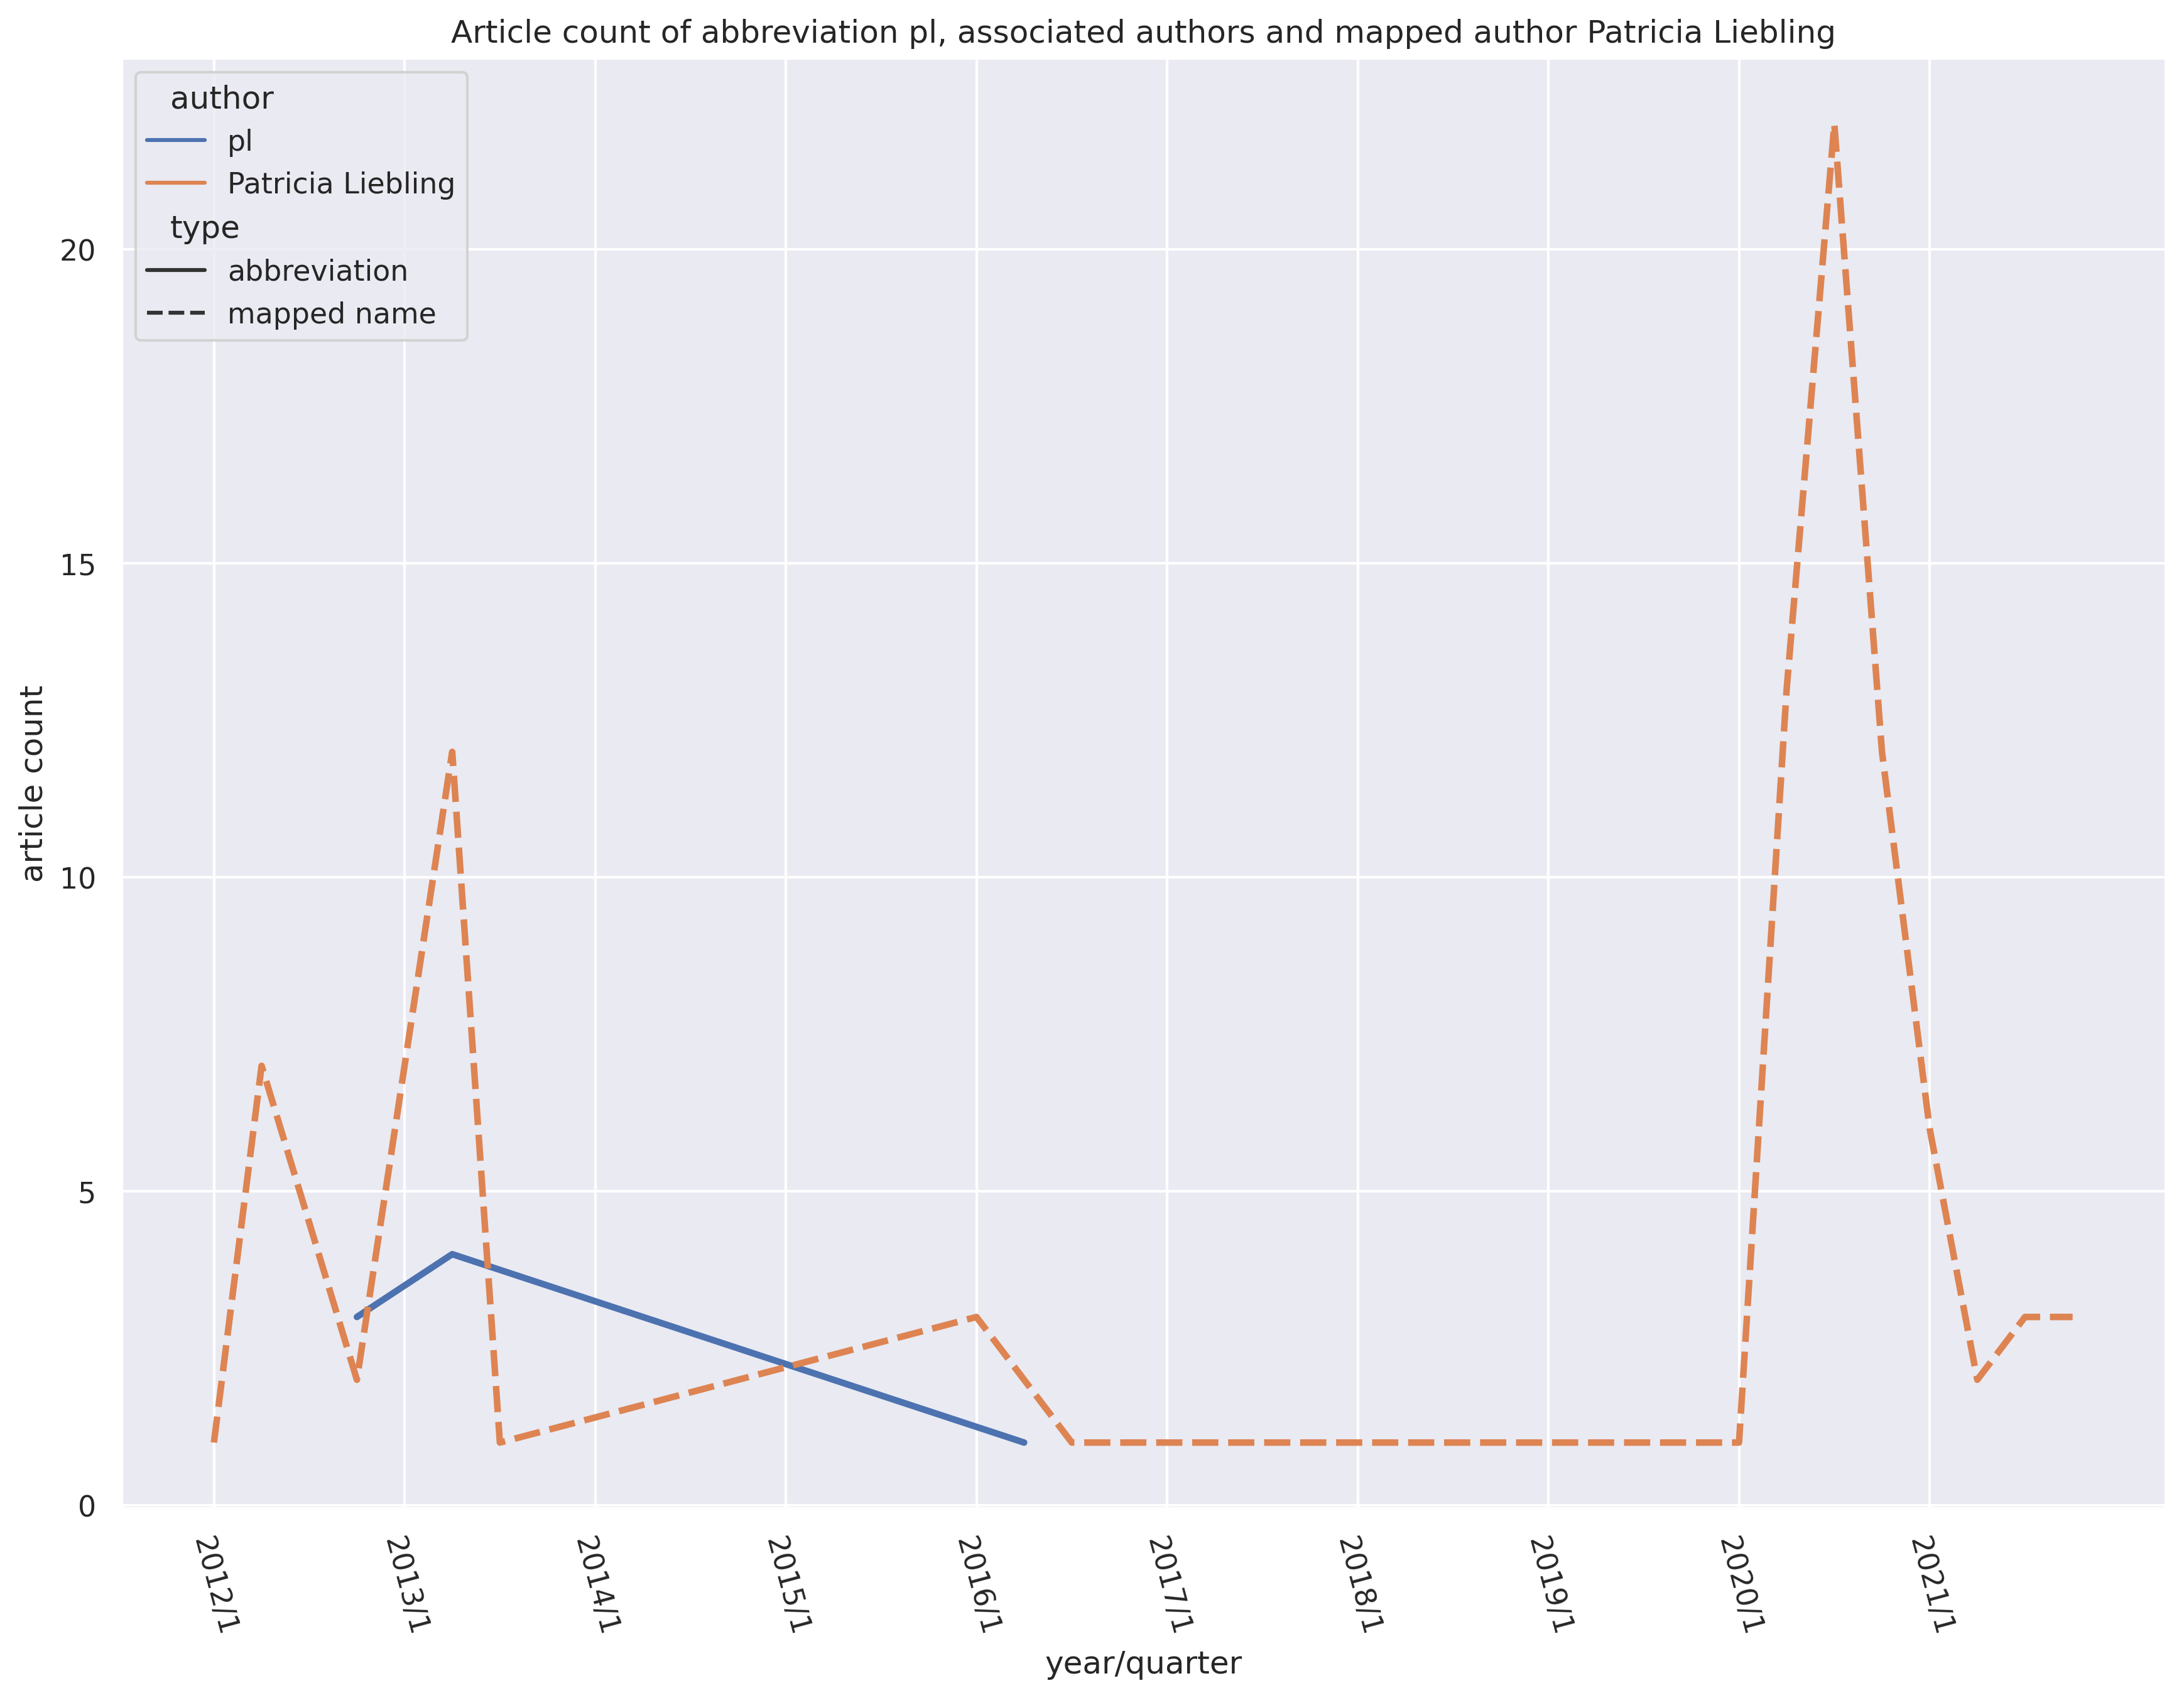 Article count of abbreviation pl, associated authors and mapped author Patricia Liebling
author
pl
Patricia Liebling
type
abbreviation
mapped name
article count
20
15
10
5
0
2012/1
2013/1
2014/1
2015/1
2016/1
2017/1
2018/1
2019/1
2020/1
2021/1
year/quarter